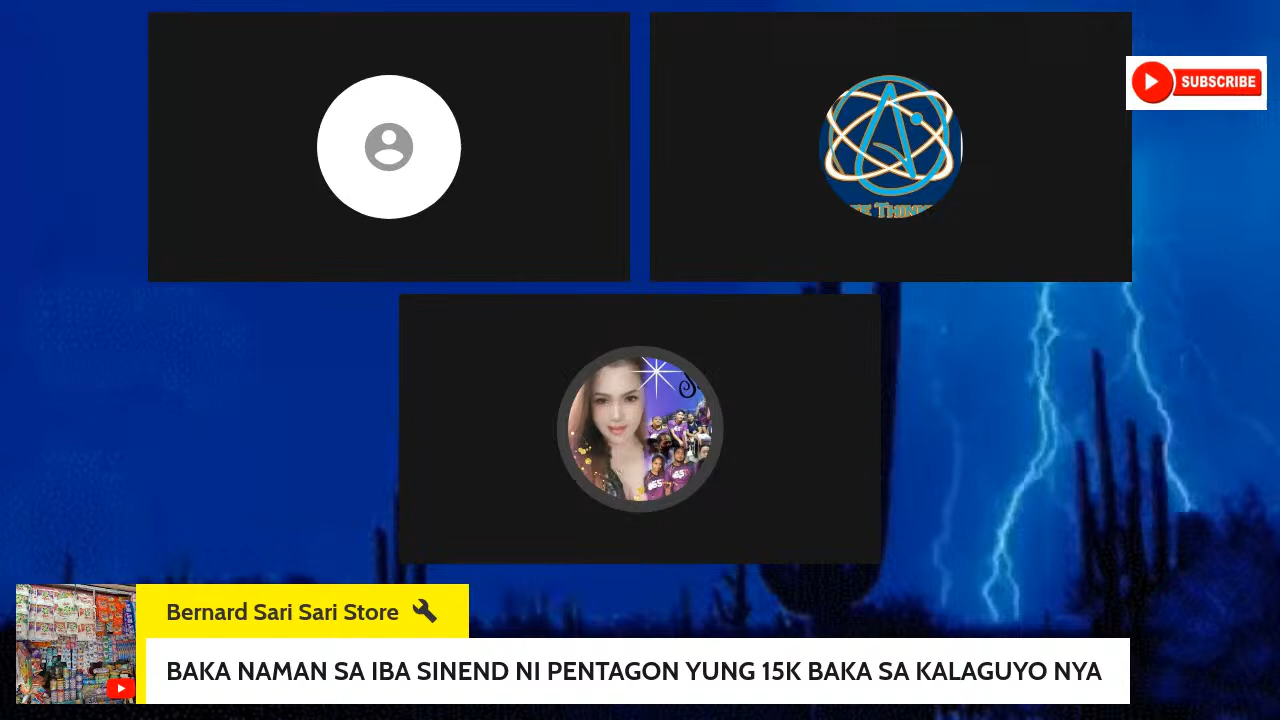 SUBSCRIBE
Bernard Sari Sari Store
BAKA NAMAN SA IBA SINEND NI PENTAGON YUNG 15K BAKA SA KALAGUYO NYA